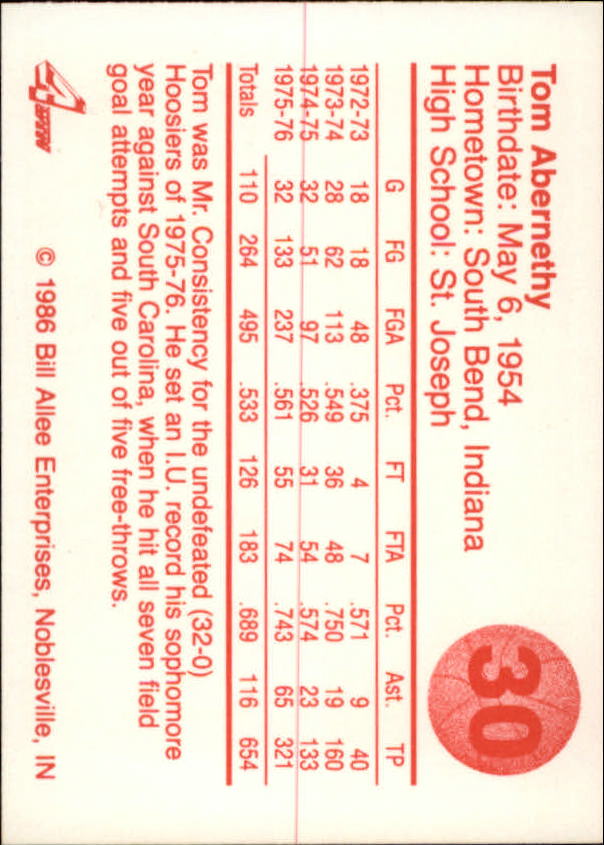 Tom Abernethy
Birthdate: May 6, 1954
Hometown: South Bend, Indiana
High School: St. Joseph
30
G FG FGA Pct. FT FTA Pct. Ast. TP
1972-73 18 18 48 .375 4 7 .571 9 40
1973-74 28 62 113 .549 36 48 .750 19 160
1974-75 32 51 97 .526 31 54 .574 23 133
1975-76 32 133 237 .561 55 74 .743 65 321
Totals 110 264 495 .533 126 183 .689 116 654
Tom was Mr. Consistency for the undefeated (32-0)
Hoosiers of 1975-76. He set an I.U. record his sophomore
year against South Carolina, when he hit all seven field
goal attempts and five out of five free-throws.
© 1986 Bill Allee Enterprises, Noblesville, IN